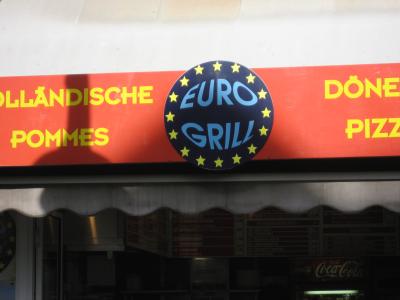 OLLÄNDISCHE
POMMES
EURO
GRILL
DÖNE
PIZZ
Coca-Cola